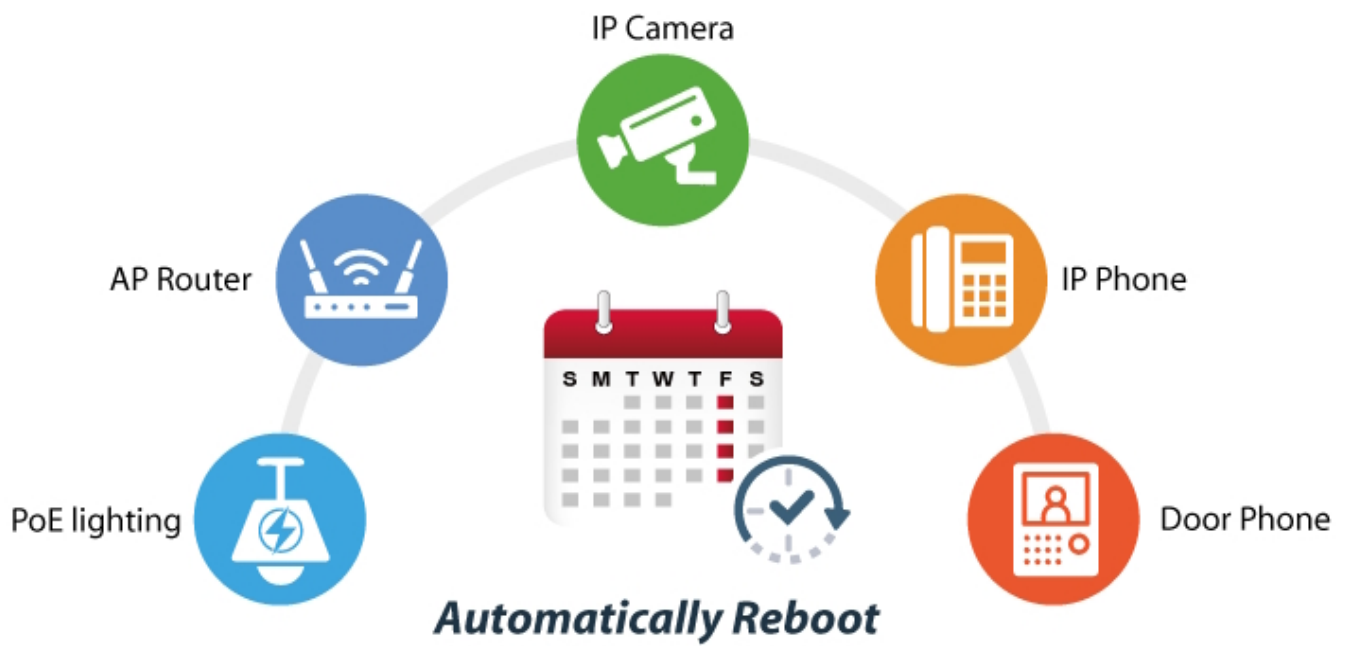 IP Camera
AP Router
IP Phone
S M T W T F S
PoE lighting
Door Phone
Automatically Reboot